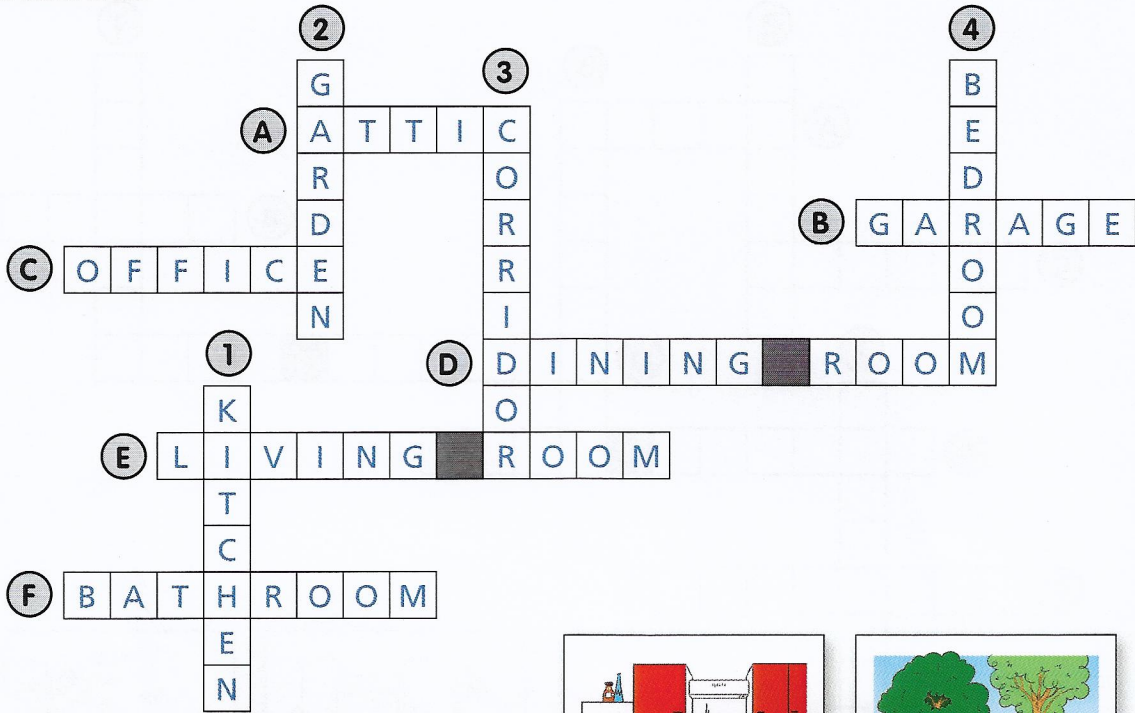 2
4
3
G
B
A ATTIC
E
R
O
D
D
R
B GARAGE
C OFFICE
R
O
N
I
O
1
D DINING ROOM
K
O
E LIVING ROOM
T
C
F BATHROOM
E
N